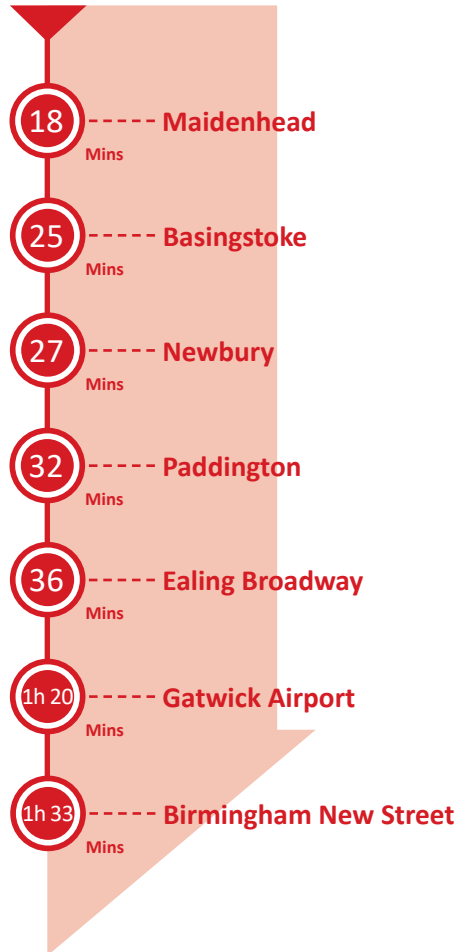 18 Maidenhead
Mins
25 Basingstoke
Mins
27 Newbury
Mins
32 Paddington
Mins
36 Ealing Broadway
Mins
1h 20 Gatwick Airport
Mins
1h 33 Birmingham New Street
Mins